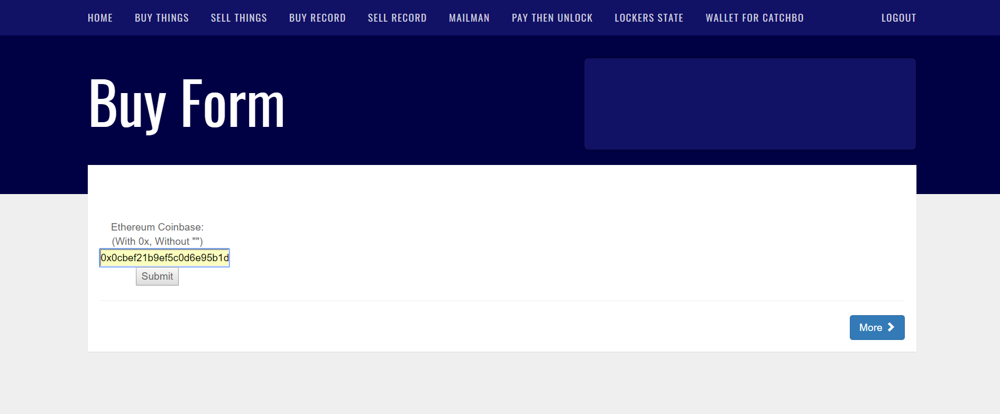 HOME BUY THINGS SELL THINGS BUY RECORD SELL RECORD MAILMAN PAY THEN UNLOCK LOCKERS STATE WALLET FOR CATCHBO LOGOUT
Buy Form
Ethereum Coinbase:
(With 0x, Without "")
0x0cbef21b9ef5c0d6e95b1d
Submit
More